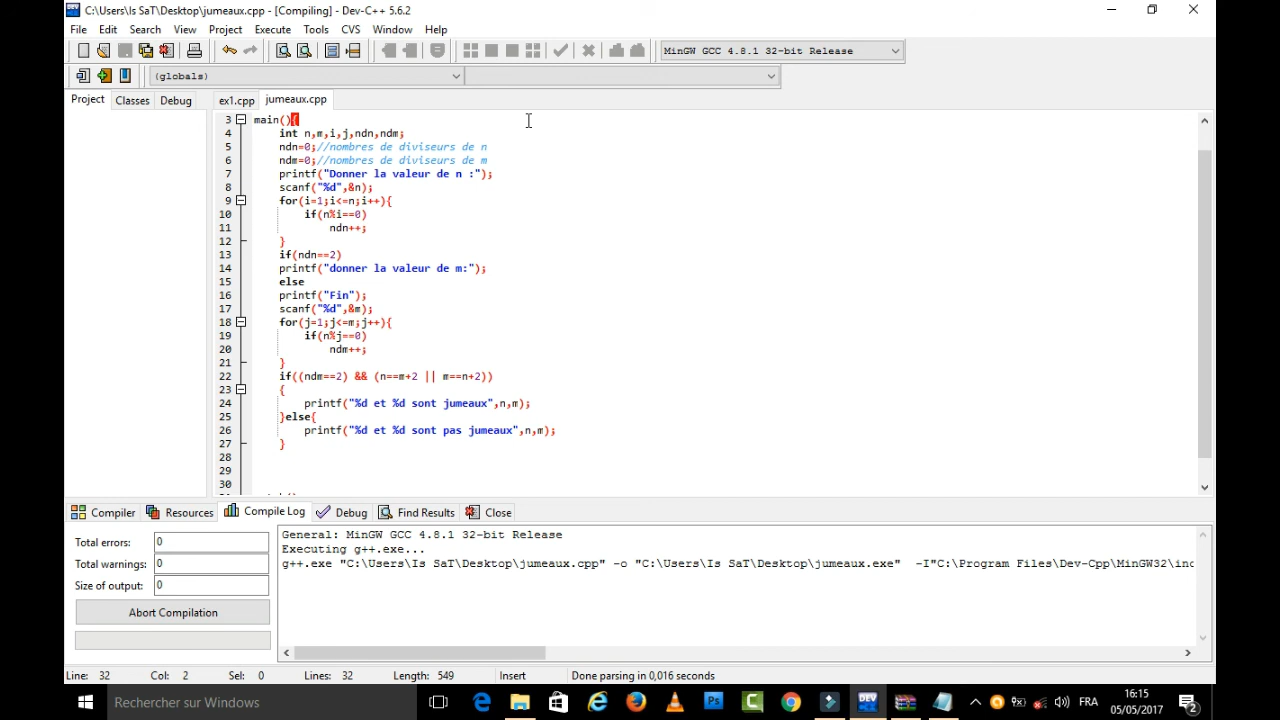 C:\Users\Is SaT\Desktop\jumeaux.cpp - [Compiling] - Dev-C++ 5.6.2
File Edit Search View Project Execute Tools CVS Window Help
MinGW GCC 4.8.1 32-bit Release
(globals)
Project Classes Debug ex1.cpp jumeaux.cpp
3 main(){
4 int n,m,i,j,ndn,ndm;
5 ndn=0;//nombres de diviseurs de n
6 ndm=0;//nombres de diviseurs de m
7 printf("Donner la valeur de n :");
8 scanf("%d",&n);
9 for(i=1;i<=n;i++){
10 if(n%i==0)
11 ndn++;
12 }
13 if(ndn==2)
14 printf("donner la valeur de m:");
15 else
16 printf("Fin");
17 scanf("%d",&m);
18 for(j=1;j<=m;j++){
19 if(n%j==0)
20 ndm++;
21 }
22 if((ndm==2) && (n==m+2 || m==n+2))
23 {
24 printf("%d et %d sont jumeaux",n,m);
25 }else{
26 printf("%d et %d sont pas jumeaux",n,m);
27 }
28
29
30
Compiler Resources Compile Log Debug Find Results Close
Total errors: 0
Total warnings: 0
Size of output: 0
Abort Compilation
General: MinGW GCC 4.8.1 32-bit Release
Executing g++.exe...
g++.exe "C:\Users\Is SaT\Desktop\jumeaux.cpp" -o "C:\Users\Is SaT\Desktop\jumeaux.exe" -I"C:\Program Files\Dev-Cpp\MinGW32\inc
Line: 32 Col: 2 Sel: 0 Lines: 32 Length: 549 Insert Done parsing in 0,016 seconds
Rechercher sur Windows
FRA
16:15
05/05/2017
2